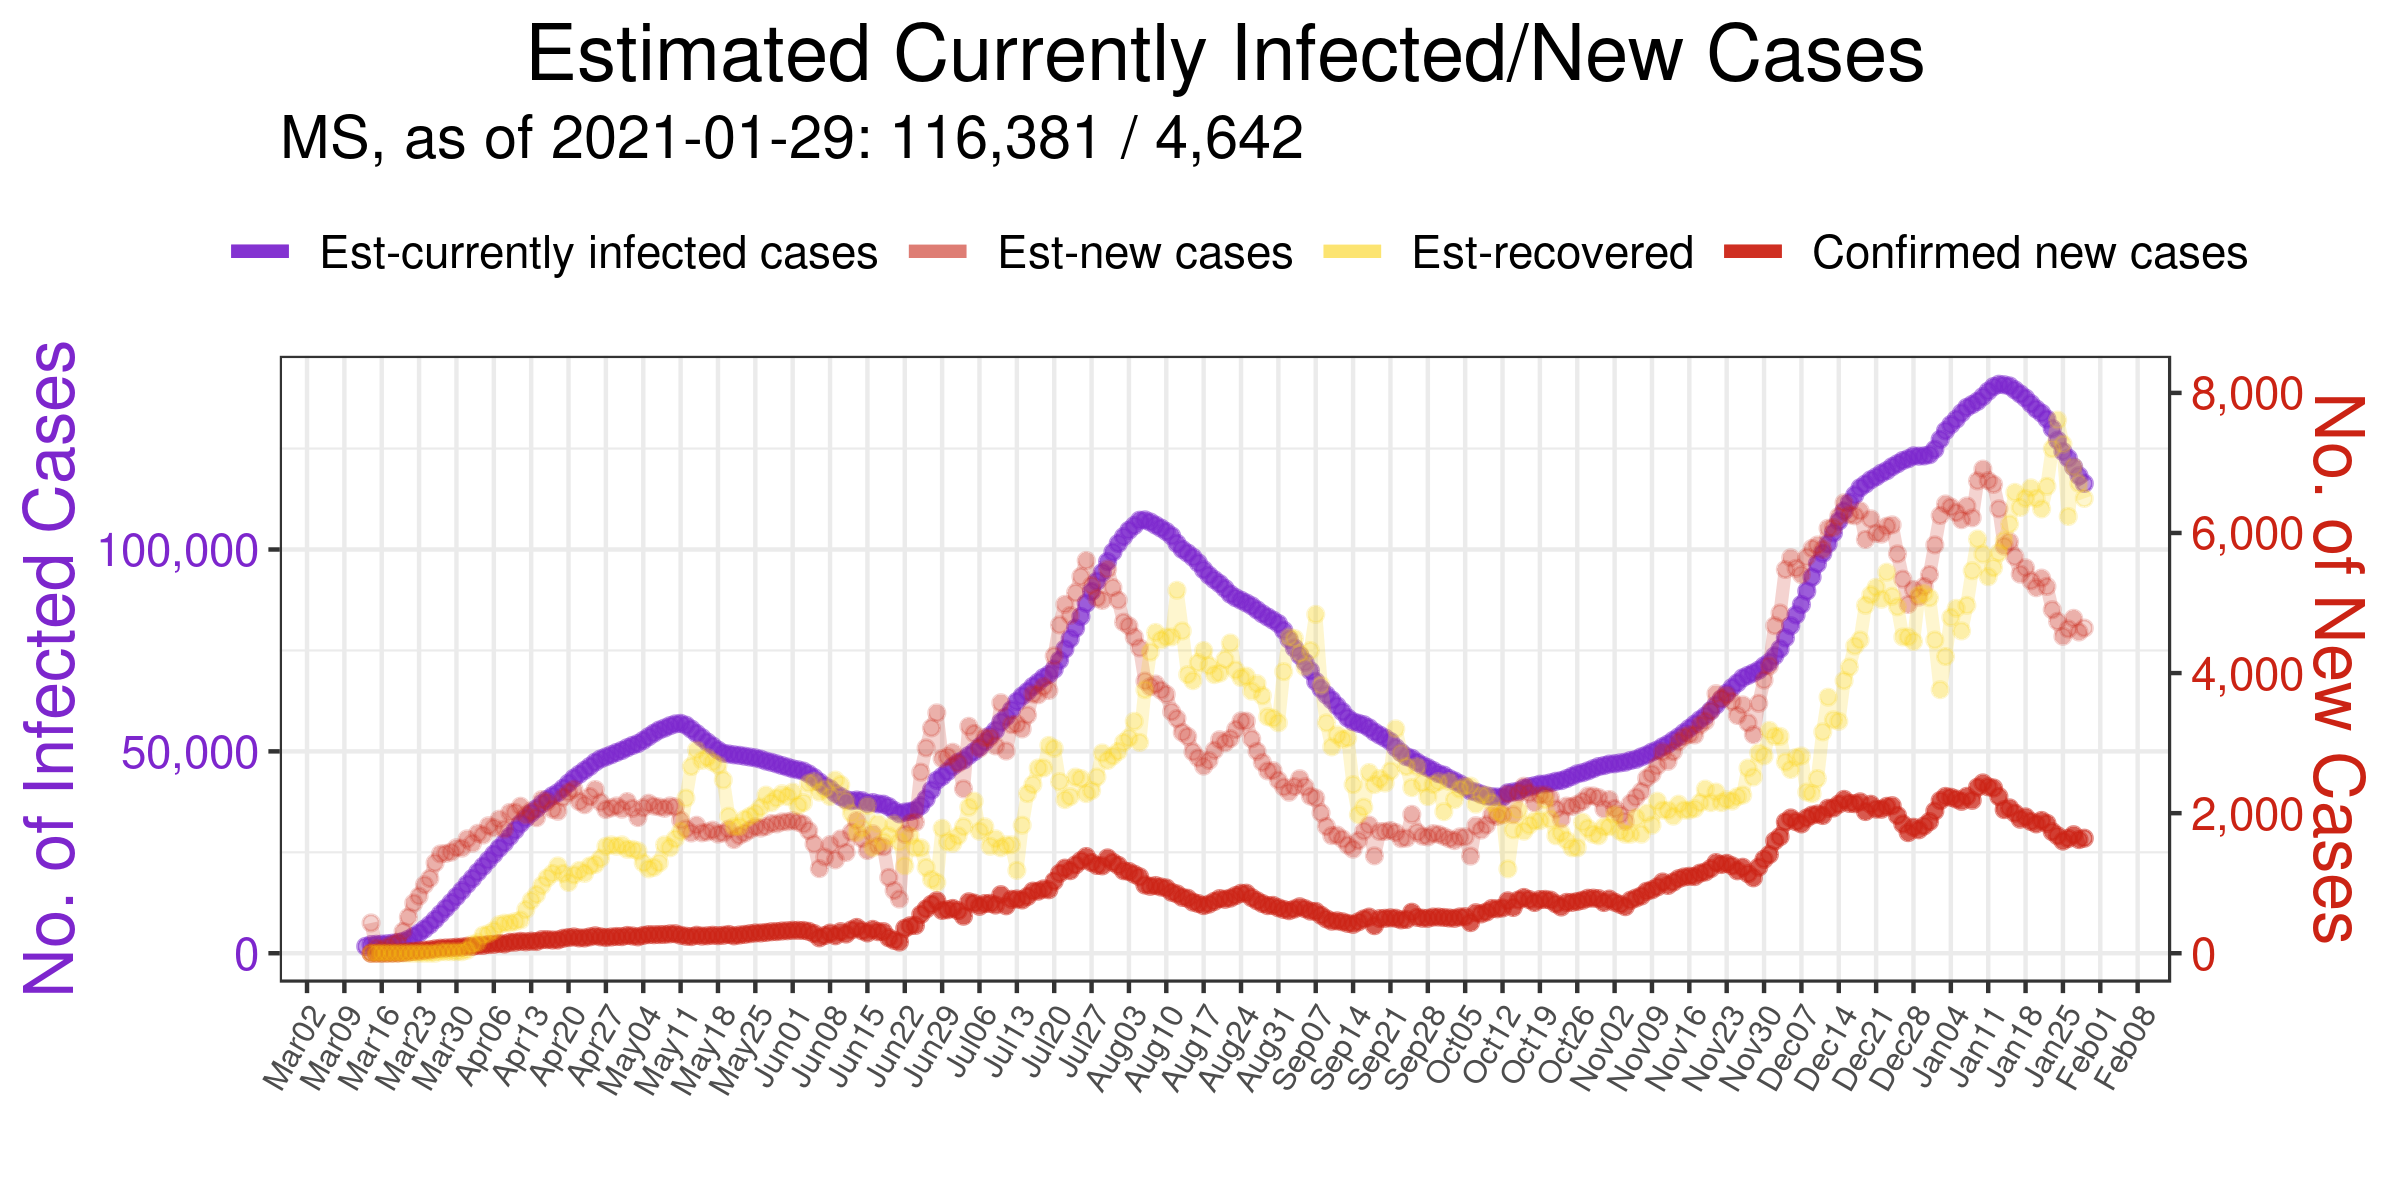 Estimated Currently Infected/New Cases
MS, as of 2021-01-29: 116,381 / 4,642
Est-currently infected cases Est-new cases Est-recovered Confirmed new cases
No. of Infected Cases
100,000
50,000
0
8,000
6,000
4,000
2,000
0
No. of New Cases
Mar02 Mar09 Mar16 Mar23 Mar30 Apr06 Apr13 Apr20 Apr27 May04 May11 May18 May25 Jun01 Jun08 Jun15 Jun22 Jun29 Jul06 Jul13 Jul20 Jul27 Aug03 Aug10 Aug17 Aug24 Aug31 Sep07 Sep14 Sep21 Sep28 Oct05 Oct12 Oct19 Oct26 Nov02 Nov09 Nov16 Nov23 Nov30 Dec07 Dec14 Dec21 Dec28 Jan04 Jan11 Jan18 Jan25 Feb01 Feb08